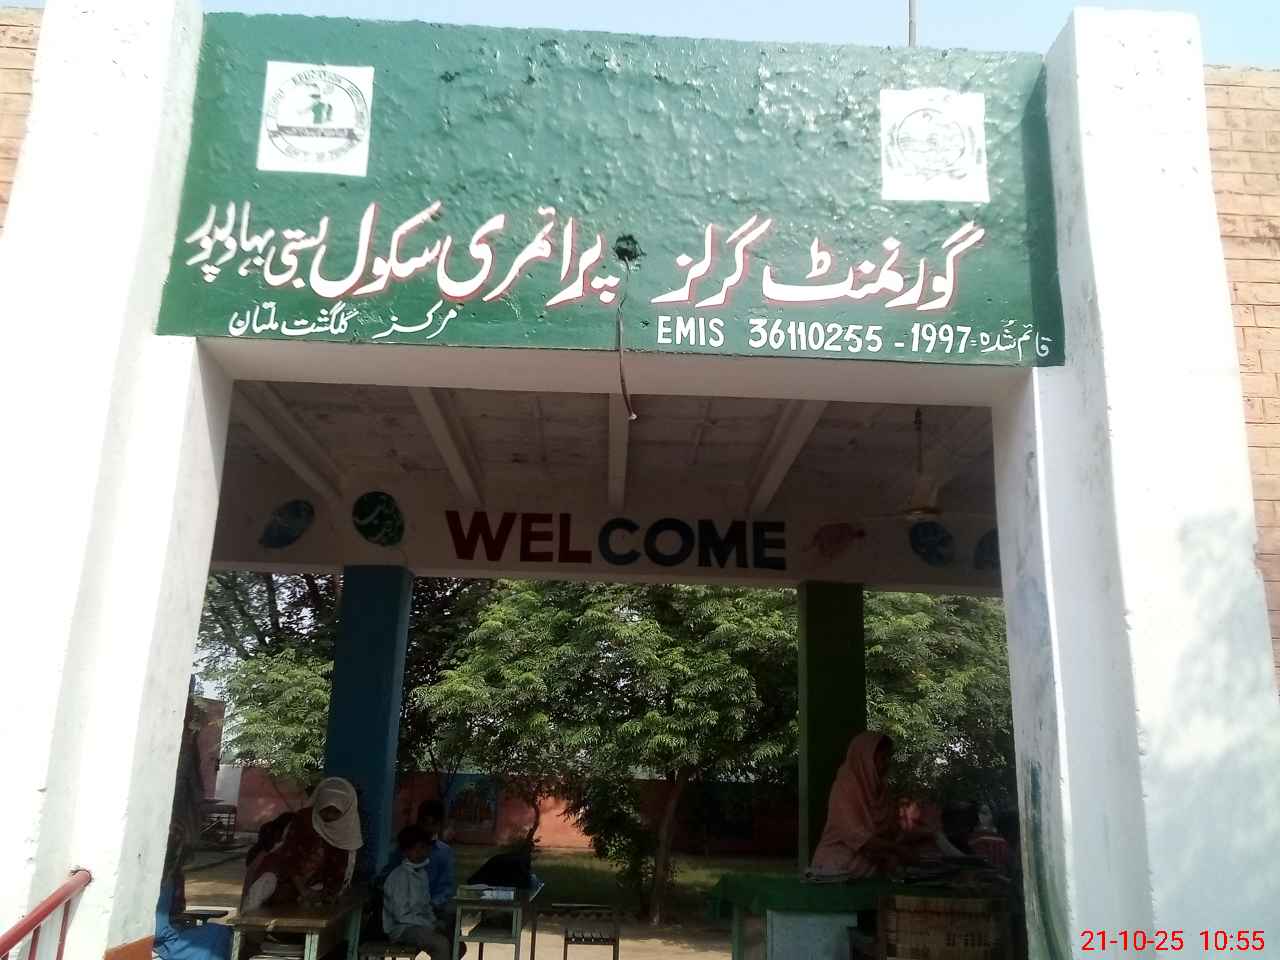 گورنمنٹ گرلز پرائمری سکول بستی بہادرپور
قائم شدہ: 1997 - EMIS 36110255
مرکز گلگشت ملتان
WELCOME
21-10-25 10:55